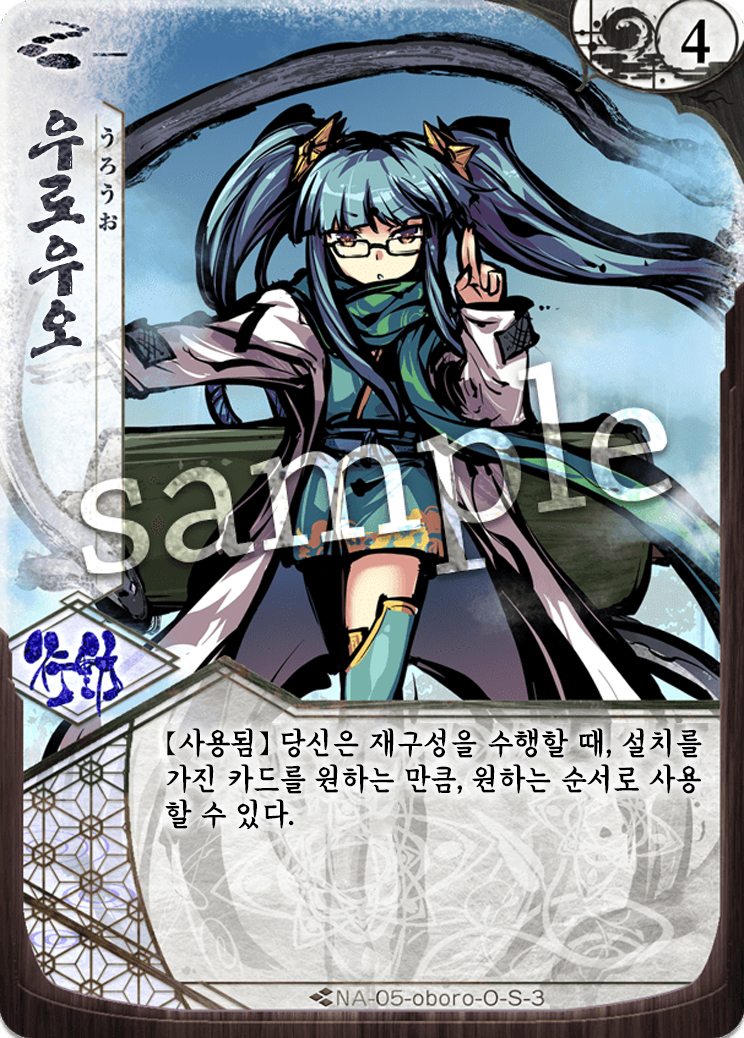 4
우로우오
うろうお
sample
행동
【사용됨】 당신은 재구성을 수행할 때, 설치를
가진 카드를 원하는 만큼, 원하는 순서로 사용
할 수 있다.
NA-05-oboro-O-S-3